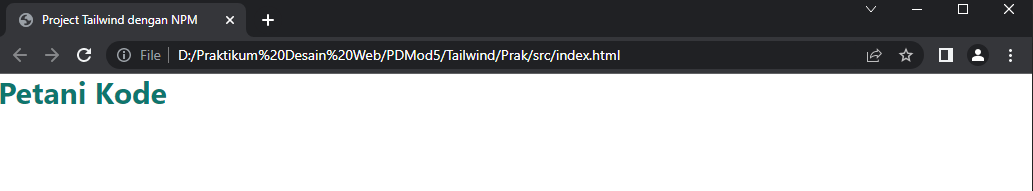 Project Tailwind dengan NPM
File D:/Praktikum%20Desain%20Web/PDMod5/Tailwind/Prak/src/index.html
Petani Kode